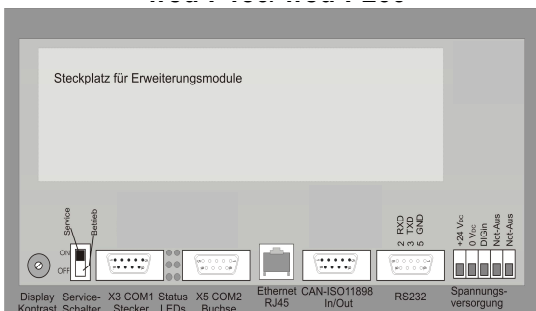 Steckplatz für Erweiterungsmodule
Service
Betrieb
ON
OFF
2 RXD
3 TXD
5 GND
+24 VDC
0 VDC
DIGin
Nct-Aus
Nct-Aus
Display
Kontrast
Service-
Schalter
X3 COM1
Stecker
Status
LEDs
X5 COM2
Buchse
Ethernet
RJ45
CAN-ISO11898
In/Out
RS232
Spannungs-
versorgung